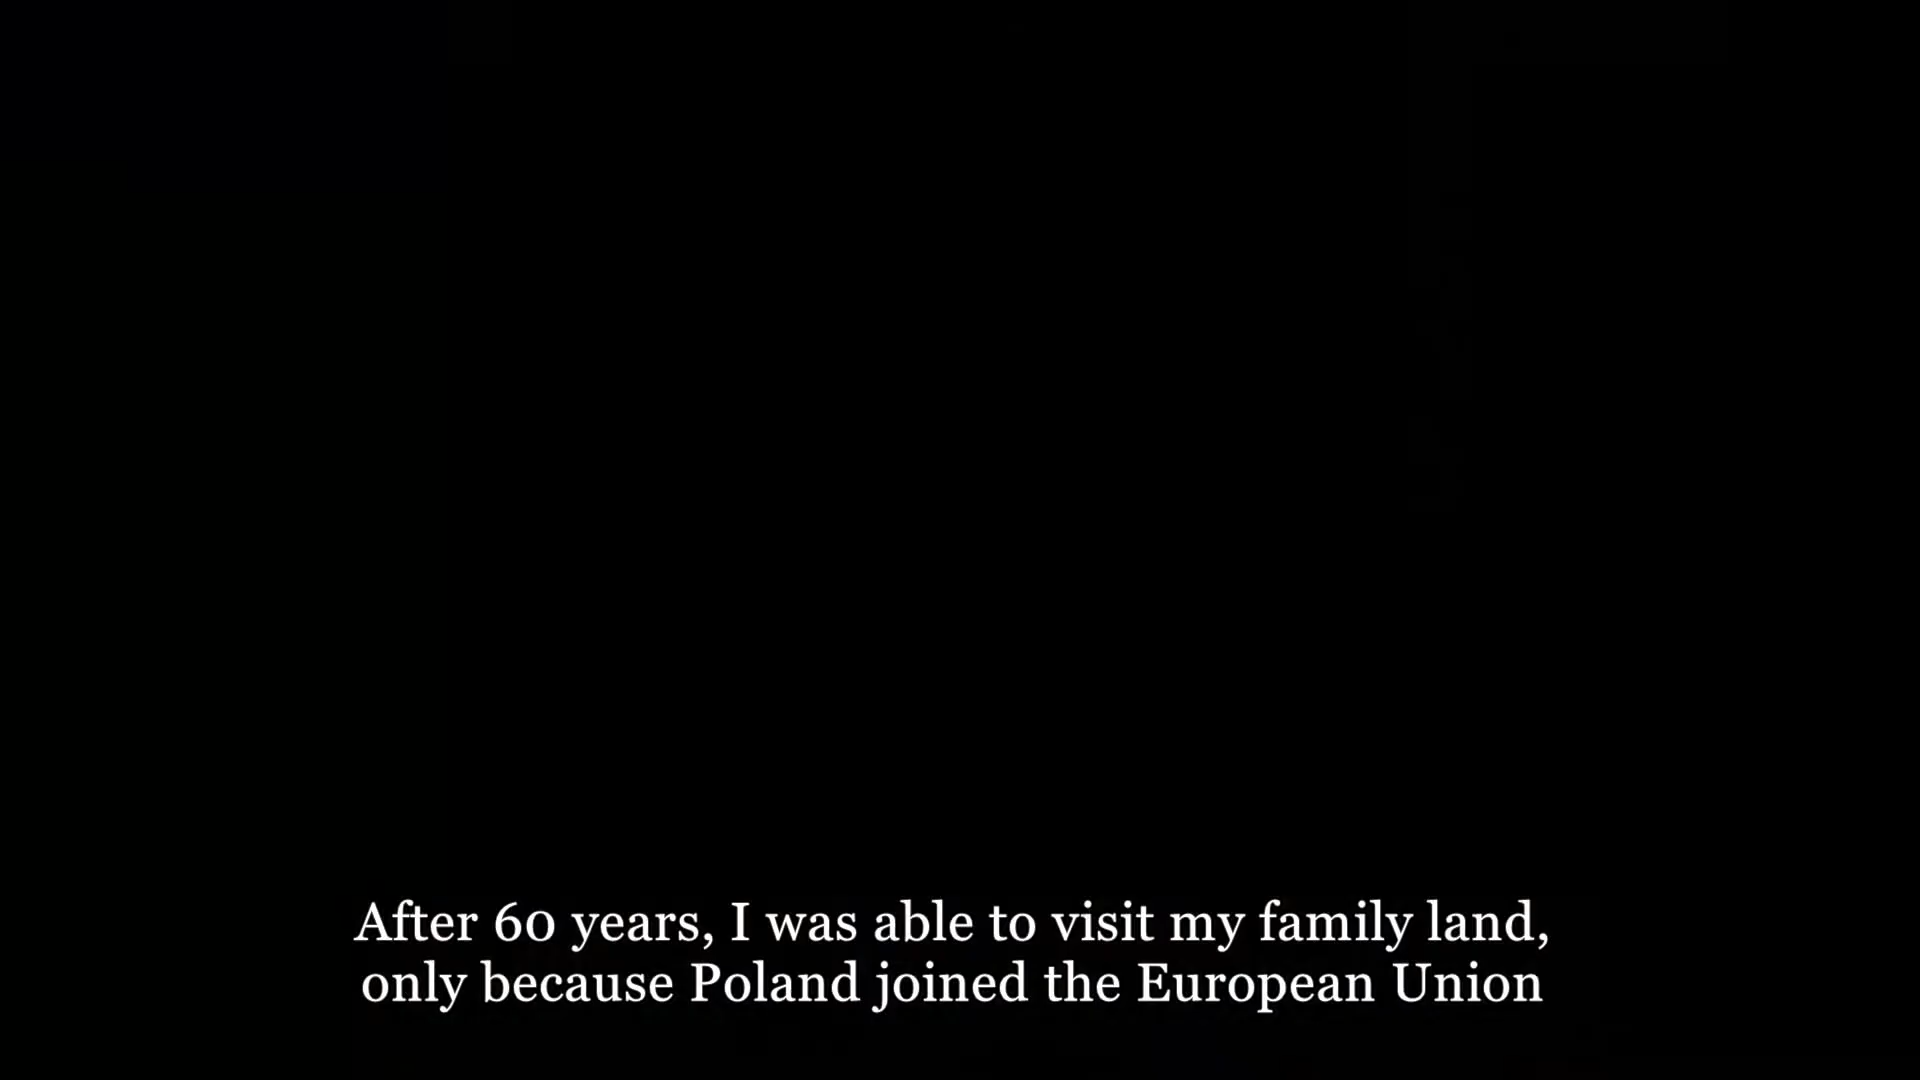 After 60 years, I was able to visit my family land,
only because Poland joined the European Union